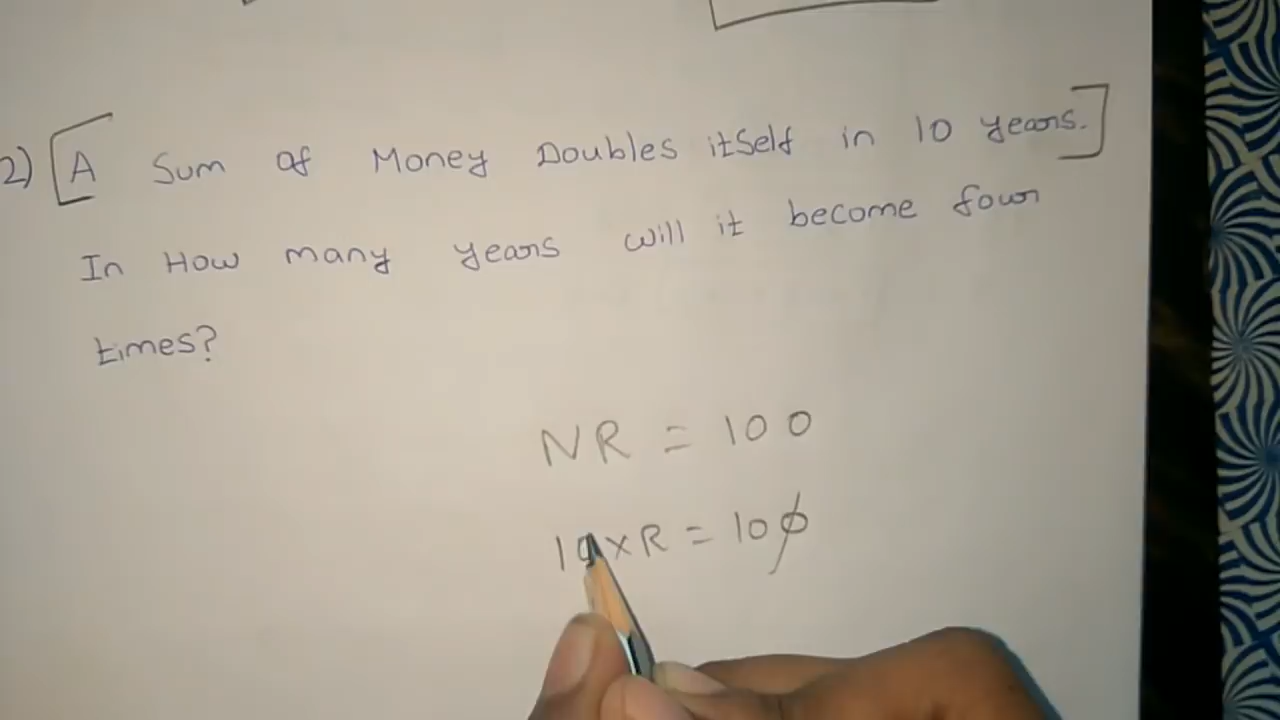 2) [A Sum of Money Doubles itself in 10 years.]
In How many years will it become four
times?
NR = 100
10×R = 100